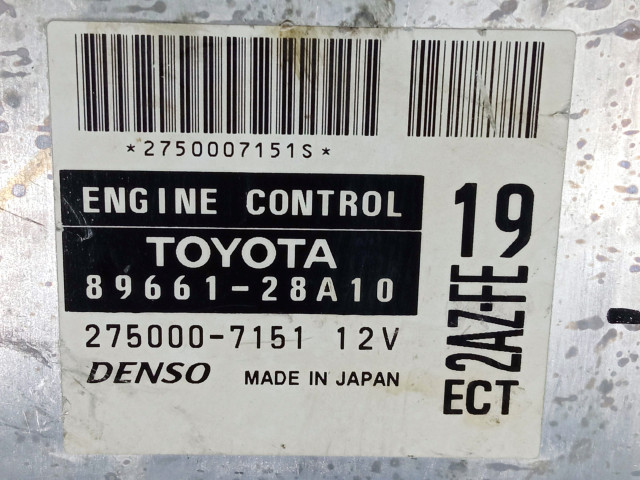 *2750007151S*
ENGINE CONTROL
TOYOTA
89661-28A10
275000-7151 12V
DENSO MADE IN JAPAN
19
2AZ-FE
ECT